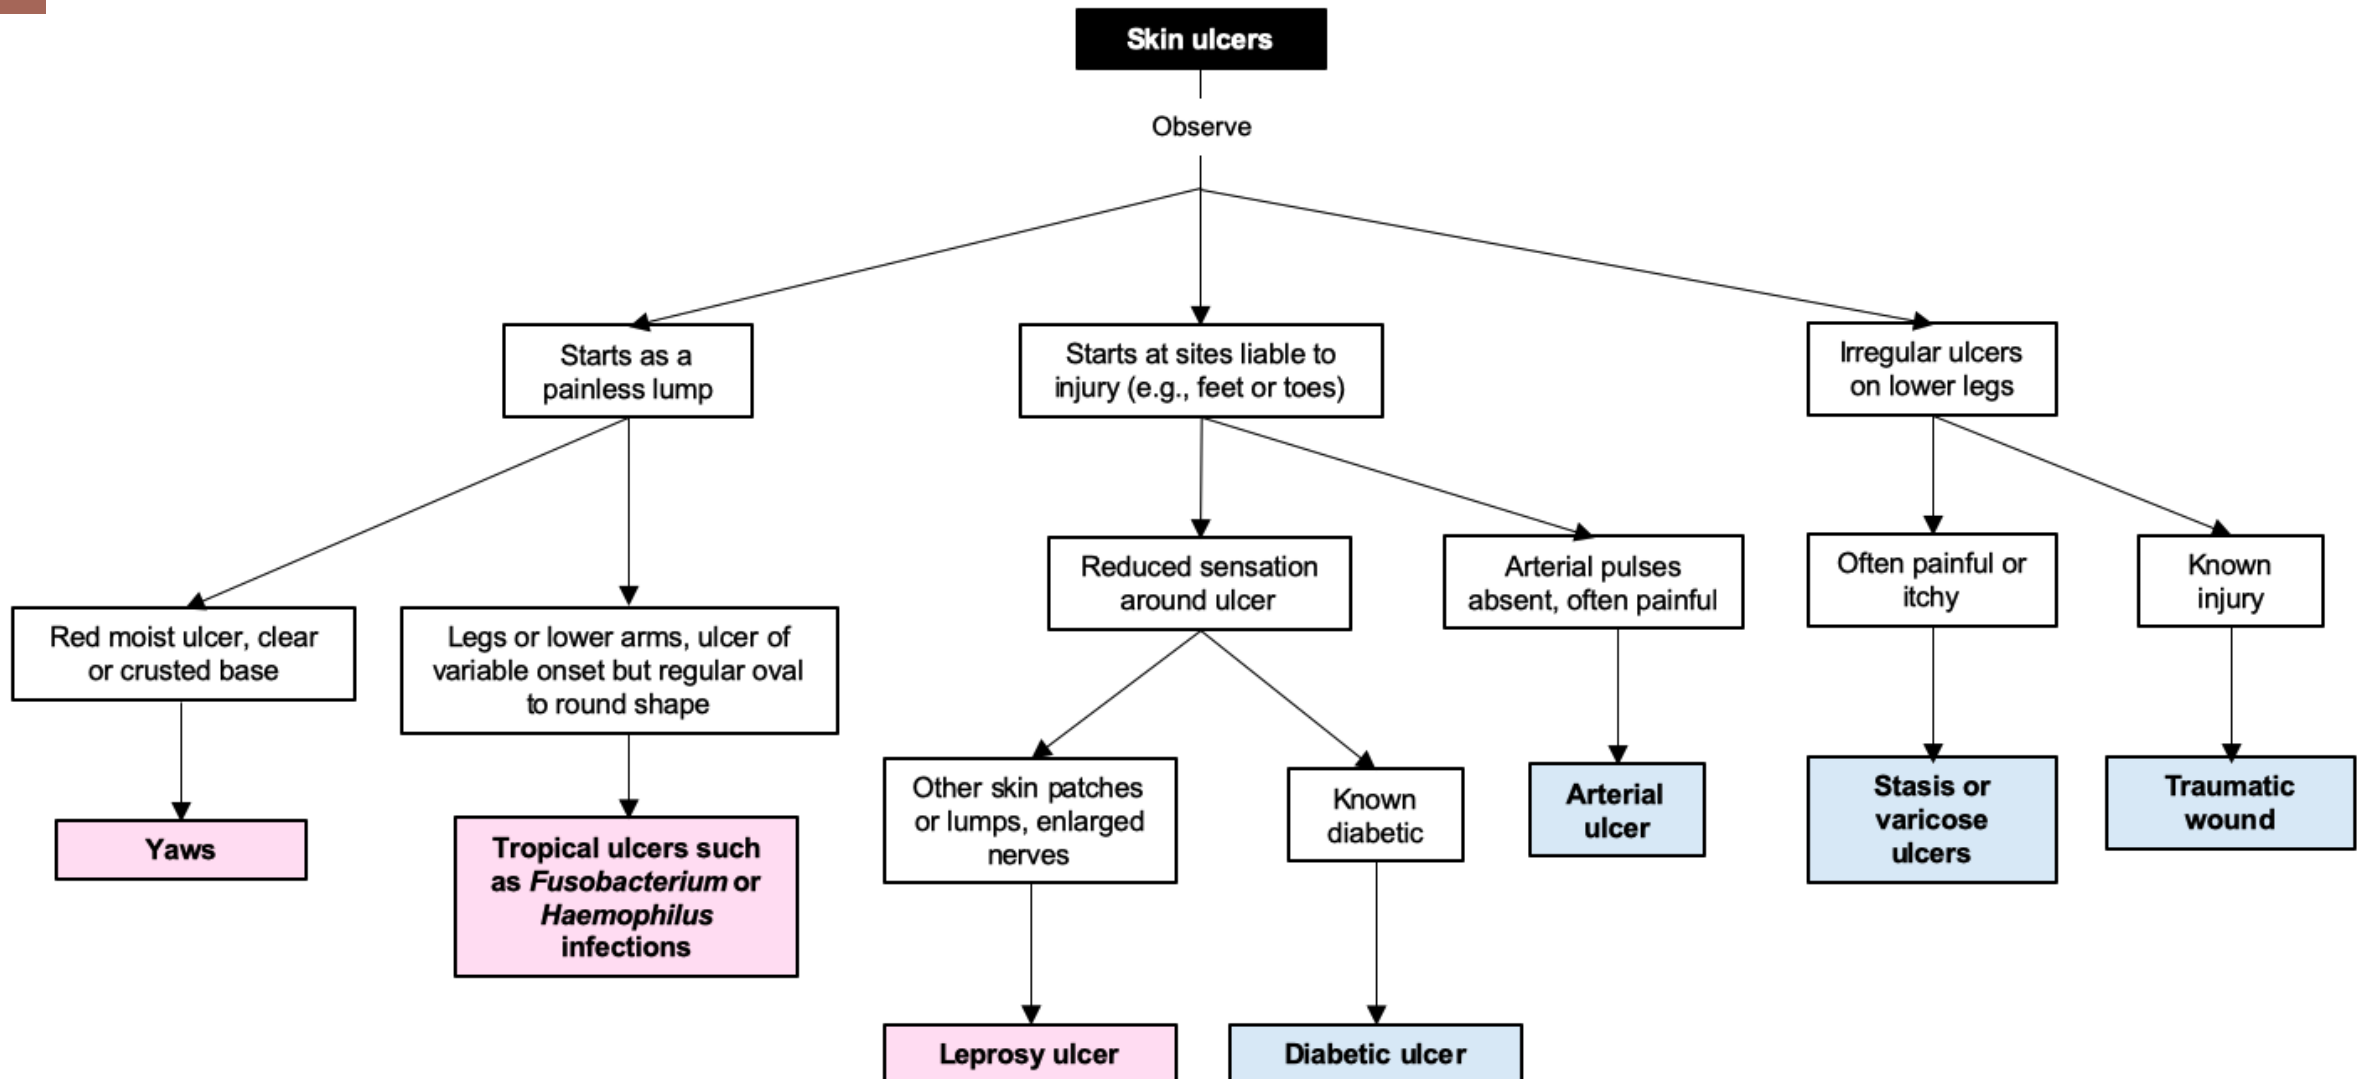 Skin ulcers
Observe
Starts as a
painless lump
Starts at sites liable to
injury (e.g., feet or toes)
Irregular ulcers
on lower legs
Red moist ulcer, clear
or crusted base
Legs or lower arms, ulcer of
variable onset but regular oval
to round shape
Reduced sensation
around ulcer
Arterial pulses
absent, often painful
Often painful or
itchy
Known
injury
Yaws
Tropical ulcers such
as Fusobacterium or
Haemophilus
infections
Other skin patches
or lumps, enlarged
nerves
Known
diabetic
Arterial
ulcer
Stasis or
varicose
ulcers
Traumatic
wound
Leprosy ulcer
Diabetic ulcer